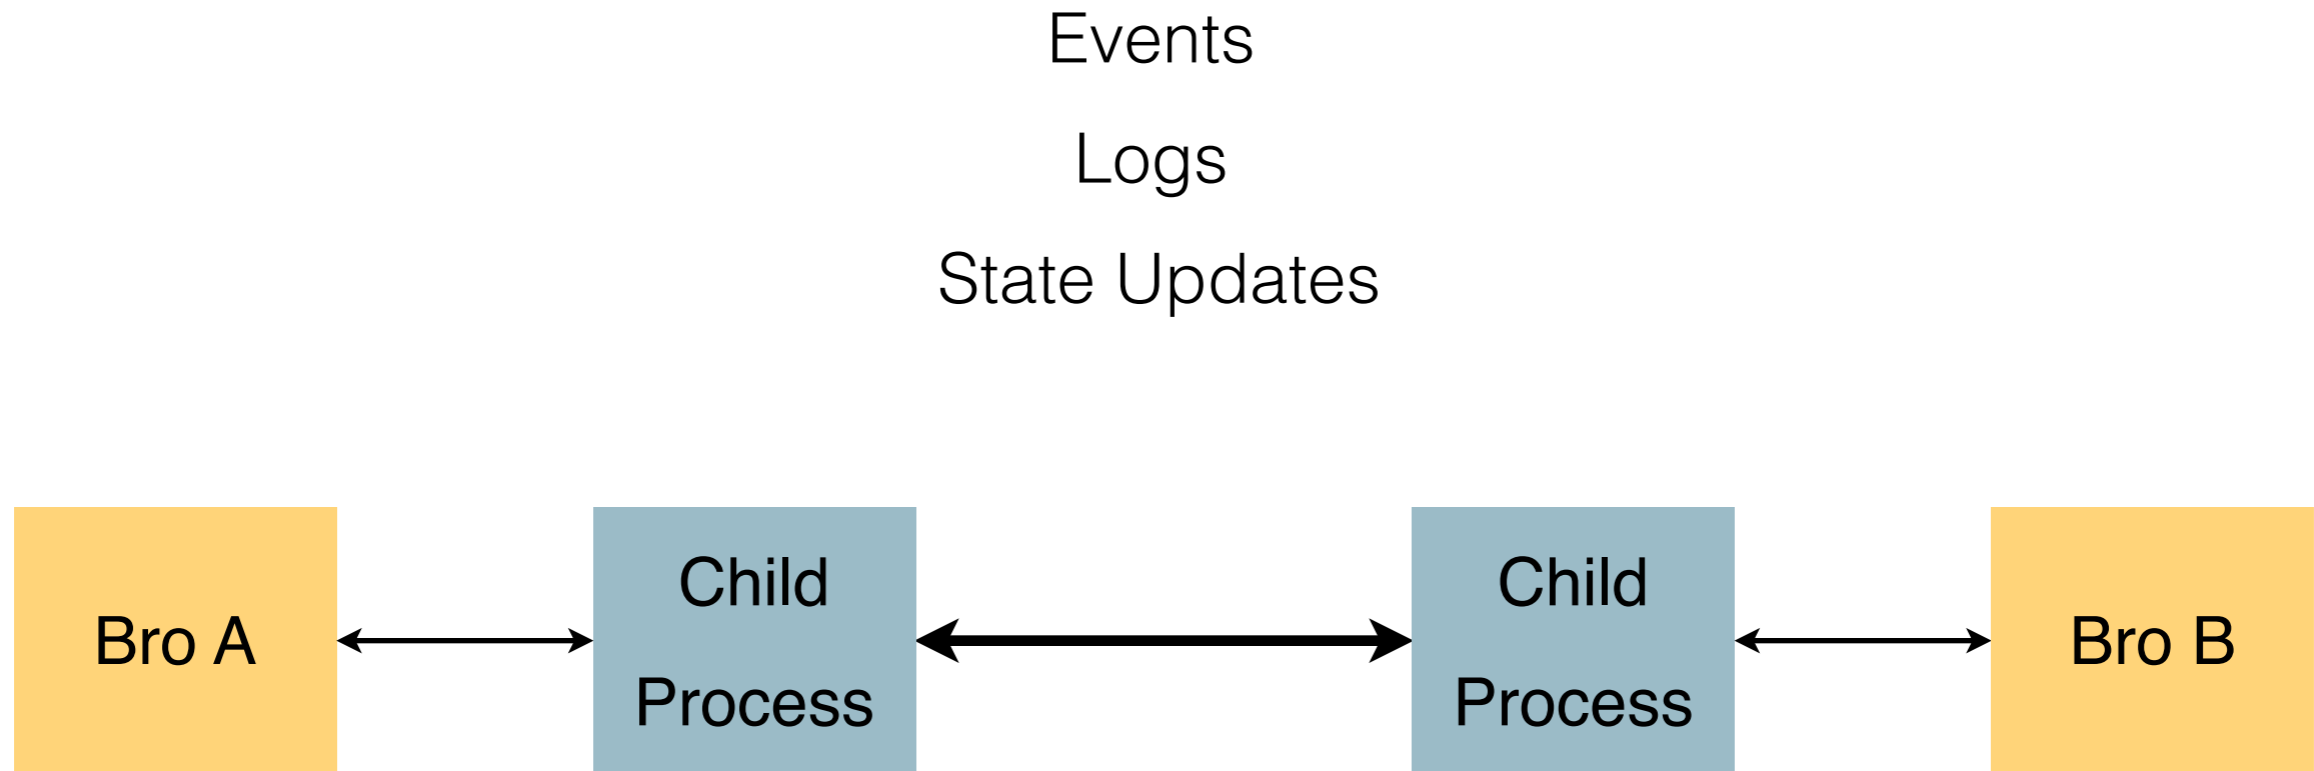 Events
Logs
State Updates
Bro A
Child
Process
Child
Process
Bro B